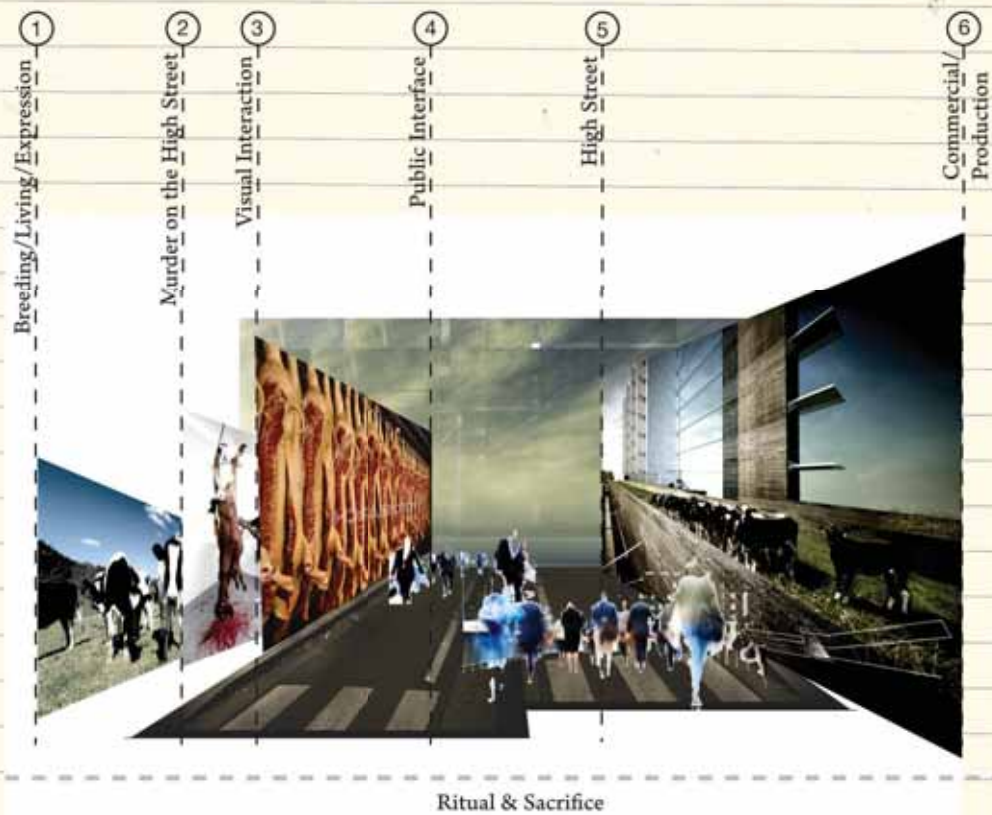 1
2
3
4
5
6
Breeding/Living/Expression
Murder on the High Street
Visual Interaction
Public Interface
High Street
Commercial/
Production
Ritual & Sacrifice